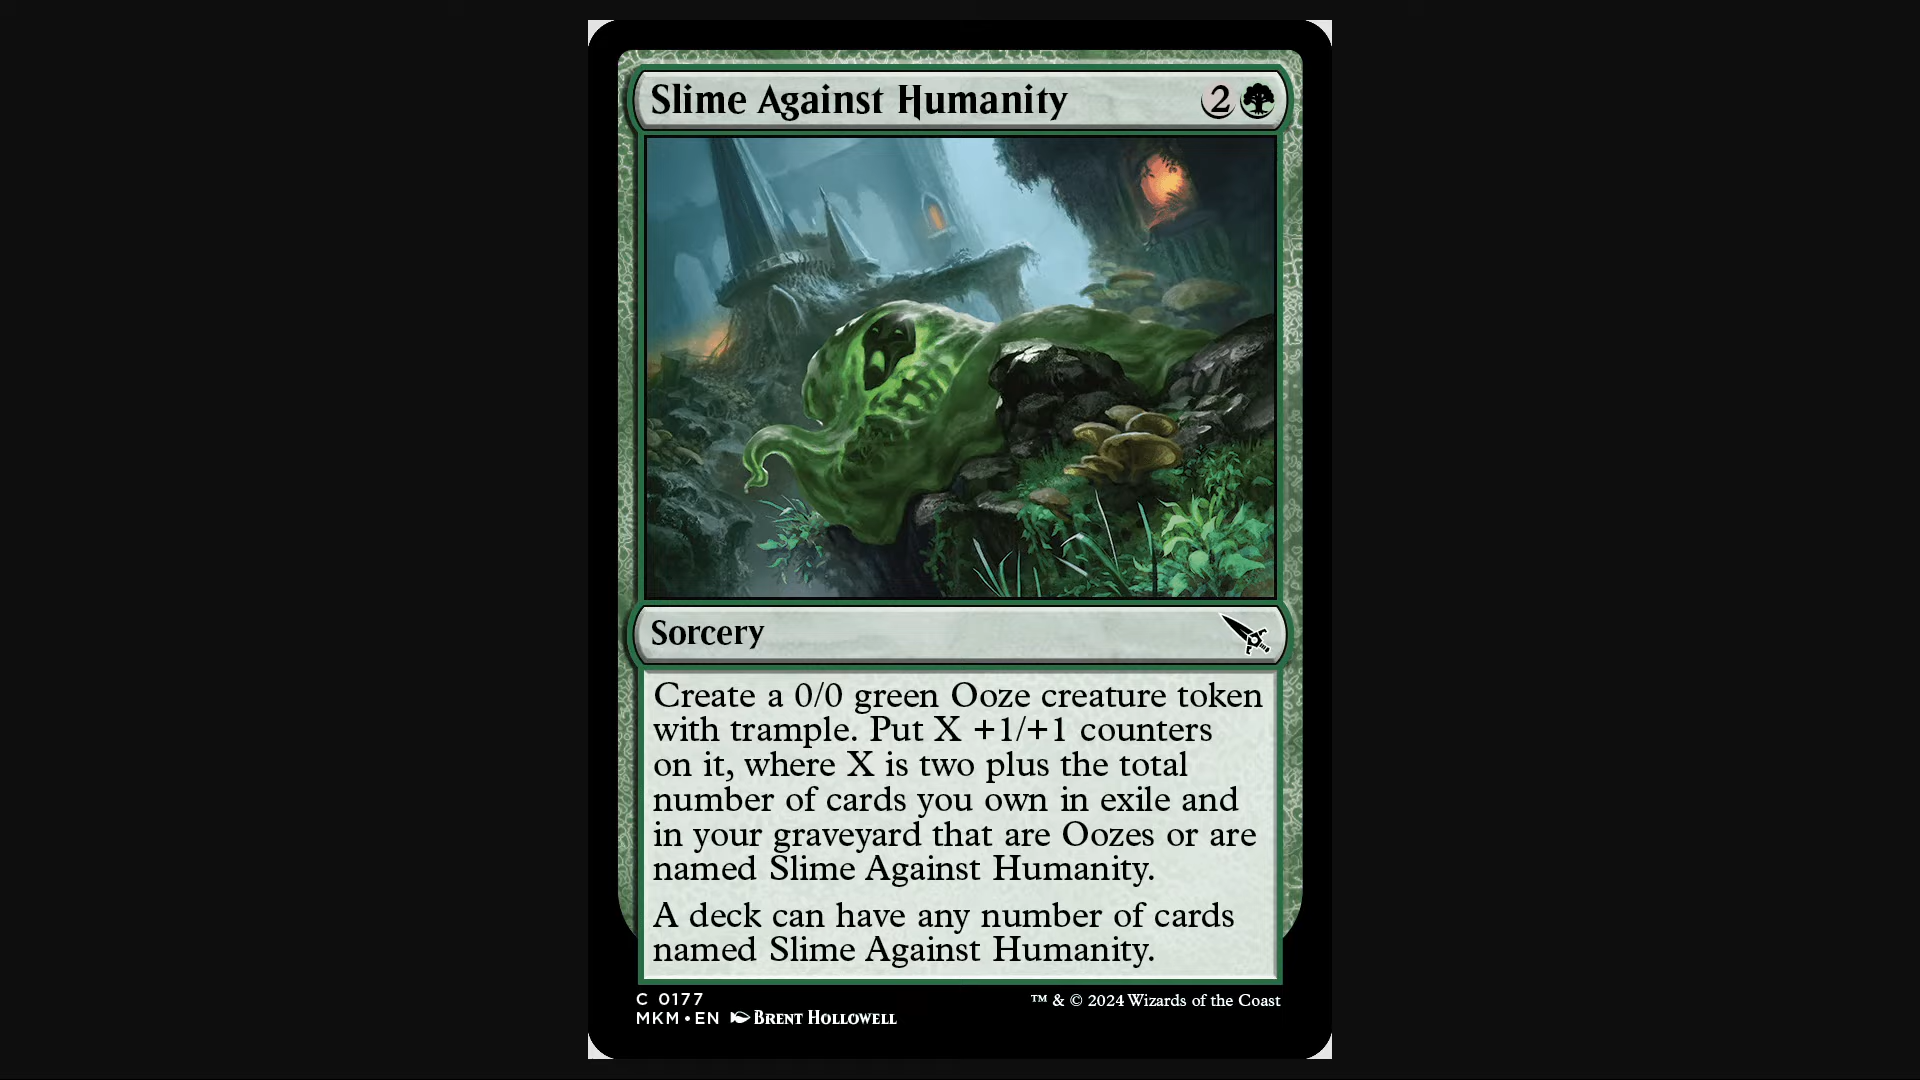 Slime Against Humanity 2
Sorcery
Create a 0/0 green Ooze creature token
with trample. Put X +1/+1 counters
on it, where X is two plus the total
number of cards you own in exile and
in your graveyard that are Oozes or are
named Slime Against Humanity.
A deck can have any number of cards
named Slime Against Humanity.
C 0177
MKM • EN BRENT HOLLOWELL
™ & © 2024 Wizards of the Coast